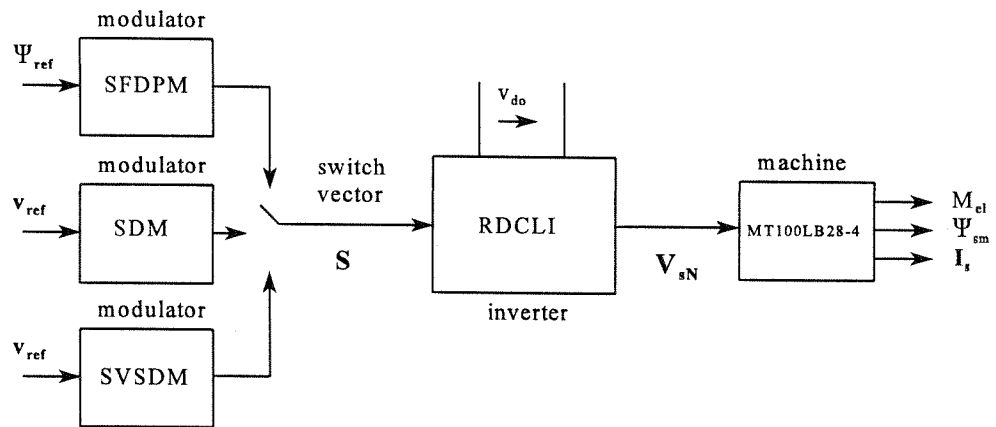 modulator
Ψref
SFDPM
modulator
vref
SDM
modulator
vref
SVSDM
switch
vector
S
vdo
RDCLI
inverter
VsN
machine
MT100LB28-4
Mel
Ψsm
Is